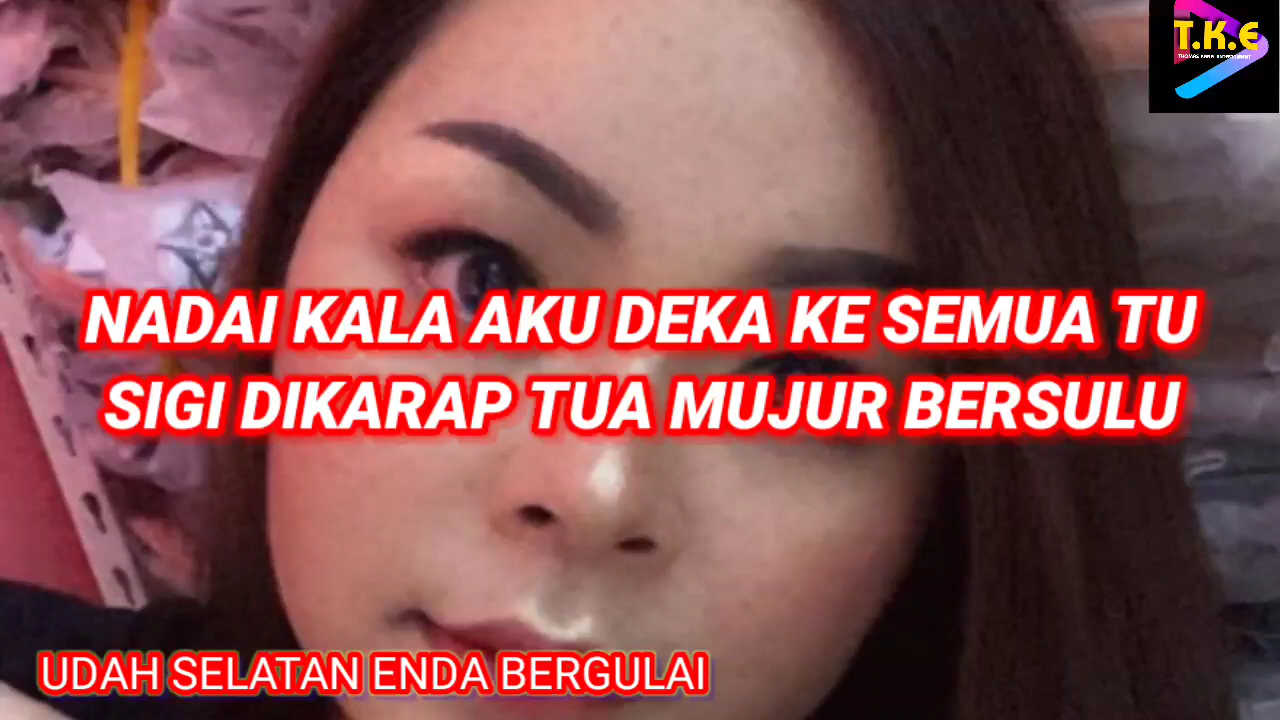 T.K.E
NADAI KALA AKU DEKA KE SEMUA TU
SIGI DIKARAP TUA MUJUR BERSULU
UDAH SELATAN ENDA BERGULAI